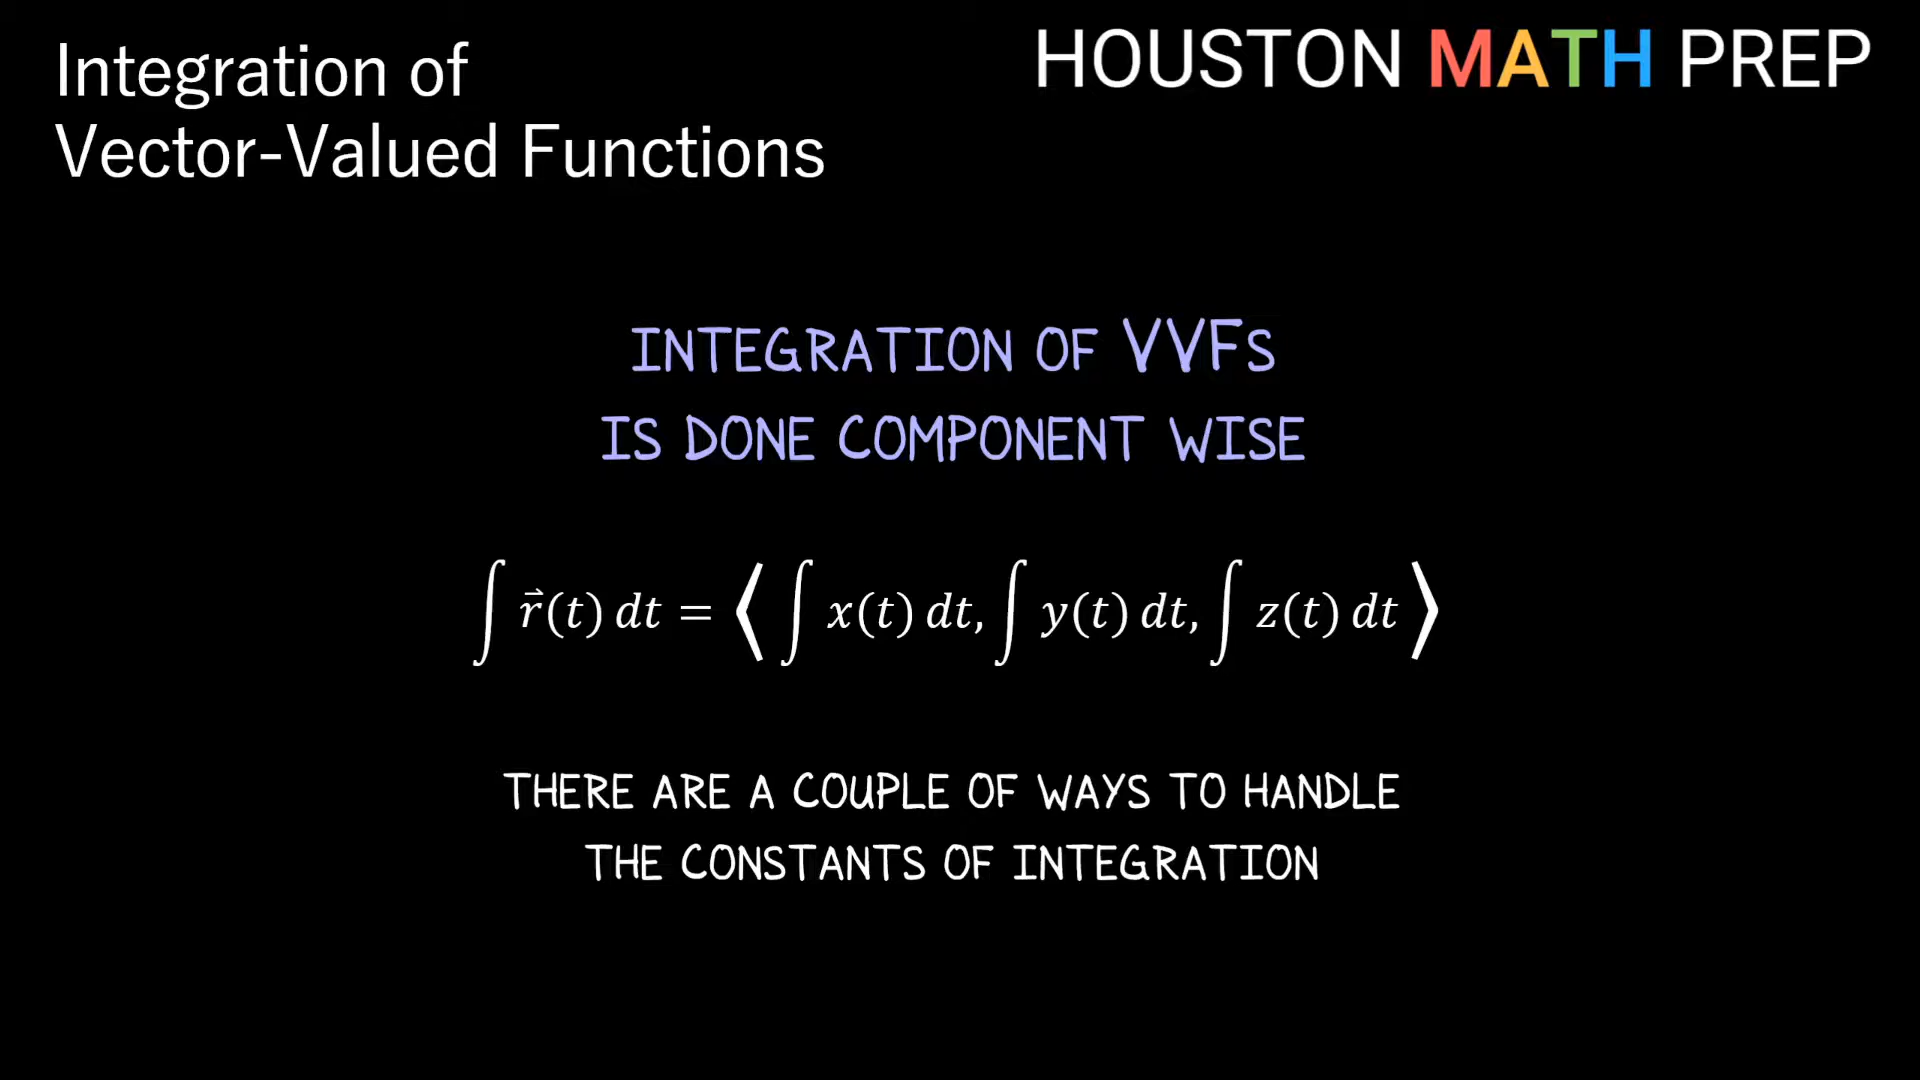 Integration of
Vector-Valued Functions
HOUSTON MATH PREP
INTEGRATION OF VVFS
IS DONE COMPONENT WISE
∫ r⃗(t) dt = ⟨ ∫ x(t) dt, ∫ y(t) dt, ∫ z(t) dt ⟩
THERE ARE A COUPLE OF WAYS TO HANDLE
THE CONSTANTS OF INTEGRATION